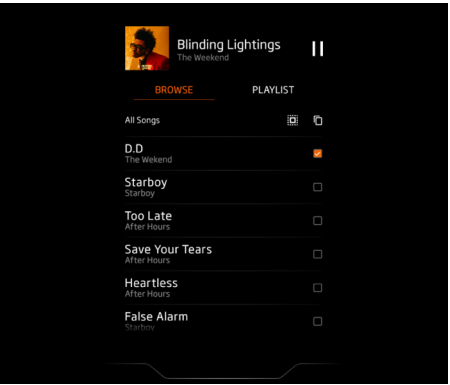 Blinding Lightings
The Weekend
BROWSE PLAYLIST
All Songs
D.D
The Wekend
Starboy
Starboy
Too Late
After Hours
Save Your Tears
After Hours
Heartless
After Hours
False Alarm
Starboy